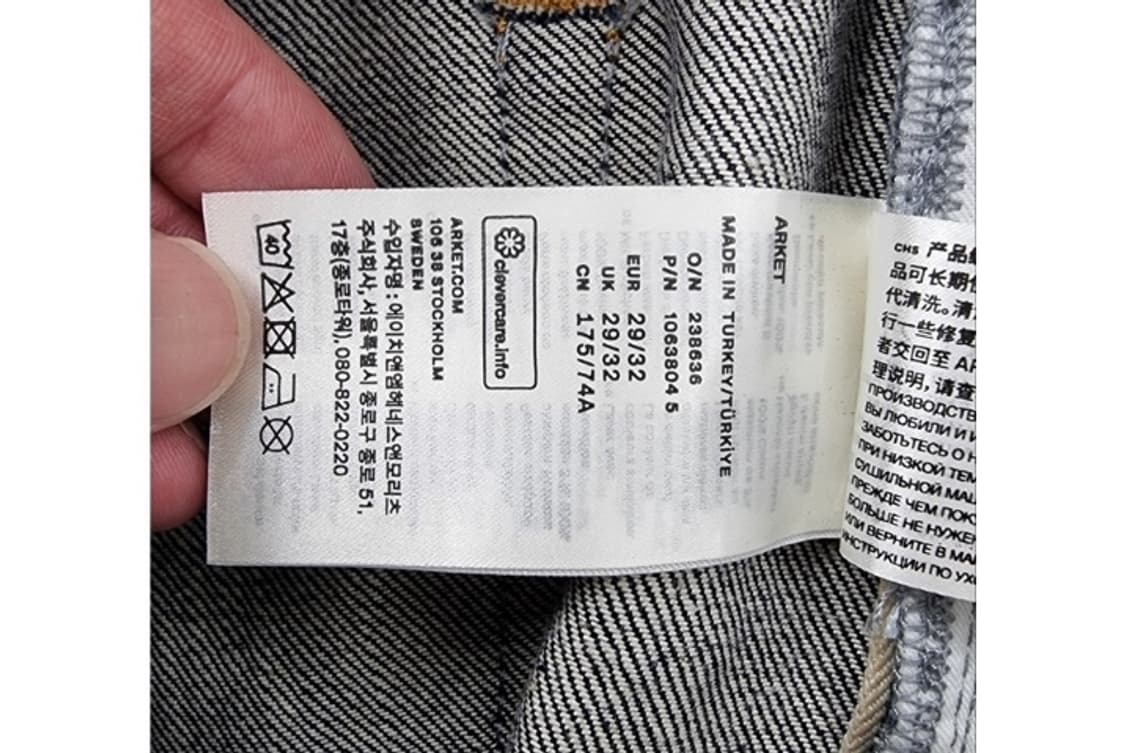 ARKET
MADE IN TURKEY/TÜRKİYE
O/N 238636
P/N 1063804 5
EUR 29/32
UK 29/32
CN 175/74A
clevercare.info
ARKET.COM
106 38 STOCKHOLM
SWEDEN
수입자명 : 에이치앤엠헤네스앤모리츠
주식회사, 서울특별시 종로구 종로 51,
17층(종로타워), 080-822-0220
40
CHS 产品
品可长期
代清洗。清
行一些修复
者交回至
理说明,请查
ПРОИЗВОДСТВ
ВЫ ЛЮБИЛИ И
ЗАБОТЬТЕСЬ О
ПРИ НИЗКОЙ ТЕМ
СУШИЛЬНОЙ МАШ
ПРЕЖДЕ ЧЕМ ПОК
БОЛЬШЕ НЕ НУЖЕН
ИЛИ ВЕРНИТЕ В МА
ИНСТРУКЦИИ ПО УХ